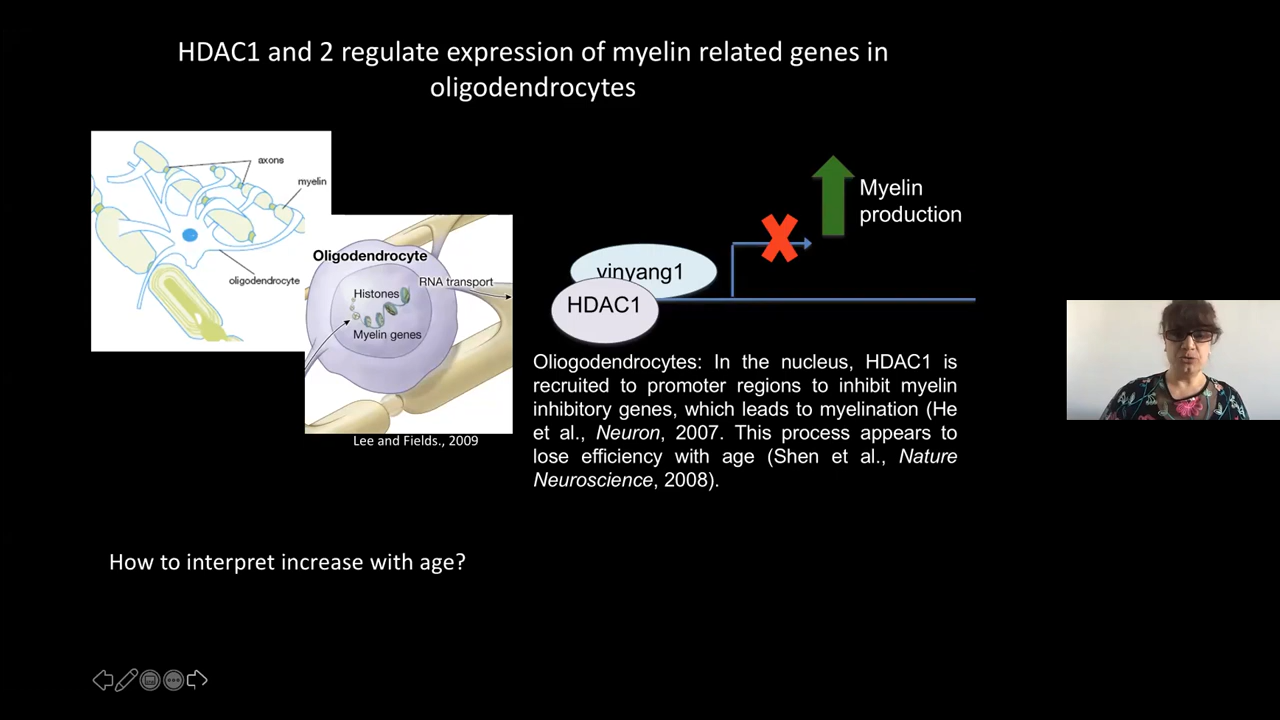 HDAC1 and 2 regulate expression of myelin related genes in
oligodendrocytes
axons
myelin
oligodendrocyte
Oligodendrocyte
Histones
RNA transport
Myelin genes
Lee and Fields., 2009
Myelin
production
yinyang1
HDAC1
Oliogodendrocytes: In the nucleus, HDAC1 is
recruited to promoter regions to inhibit myelin
inhibitory genes, which leads to myelination (He
et al., Neuron, 2007. This process appears to
lose efficiency with age (Shen et al., Nature
Neuroscience, 2008).
How to interpret increase with age?